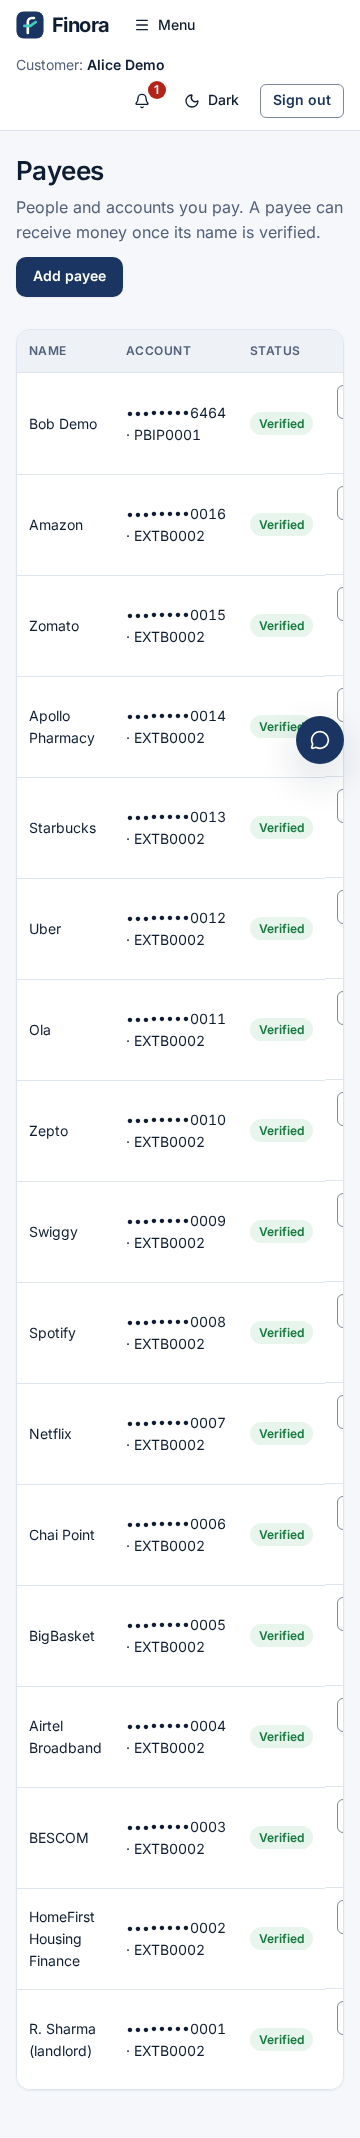 Finora
Menu
Customer: Alice Demo
1
Dark
Sign out
Payees
People and accounts you pay. A payee can
receive money once its name is verified.
Add payee
NAME ACCOUNT STATUS
Bob Demo ••••••••6464 · PBIP0001 Verified
Amazon ••••••••0016 · EXTB0002 Verified
Zomato ••••••••0015 · EXTB0002 Verified
Apollo Pharmacy ••••••••0014 · EXTB0002 Verified
Starbucks ••••••••0013 · EXTB0002 Verified
Uber ••••••••0012 · EXTB0002 Verified
Ola ••••••••0011 · EXTB0002 Verified
Zepto ••••••••0010 · EXTB0002 Verified
Swiggy ••••••••0009 · EXTB0002 Verified
Spotify ••••••••0008 · EXTB0002 Verified
Netflix ••••••••0007 · EXTB0002 Verified
Chai Point ••••••••0006 · EXTB0002 Verified
BigBasket ••••••••0005 · EXTB0002 Verified
Airtel Broadband ••••••••0004 · EXTB0002 Verified
BESCOM ••••••••0003 · EXTB0002 Verified
HomeFirst Housing Finance ••••••••0002 · EXTB0002 Verified
R. Sharma (landlord) ••••••••0001 · EXTB0002 Verified